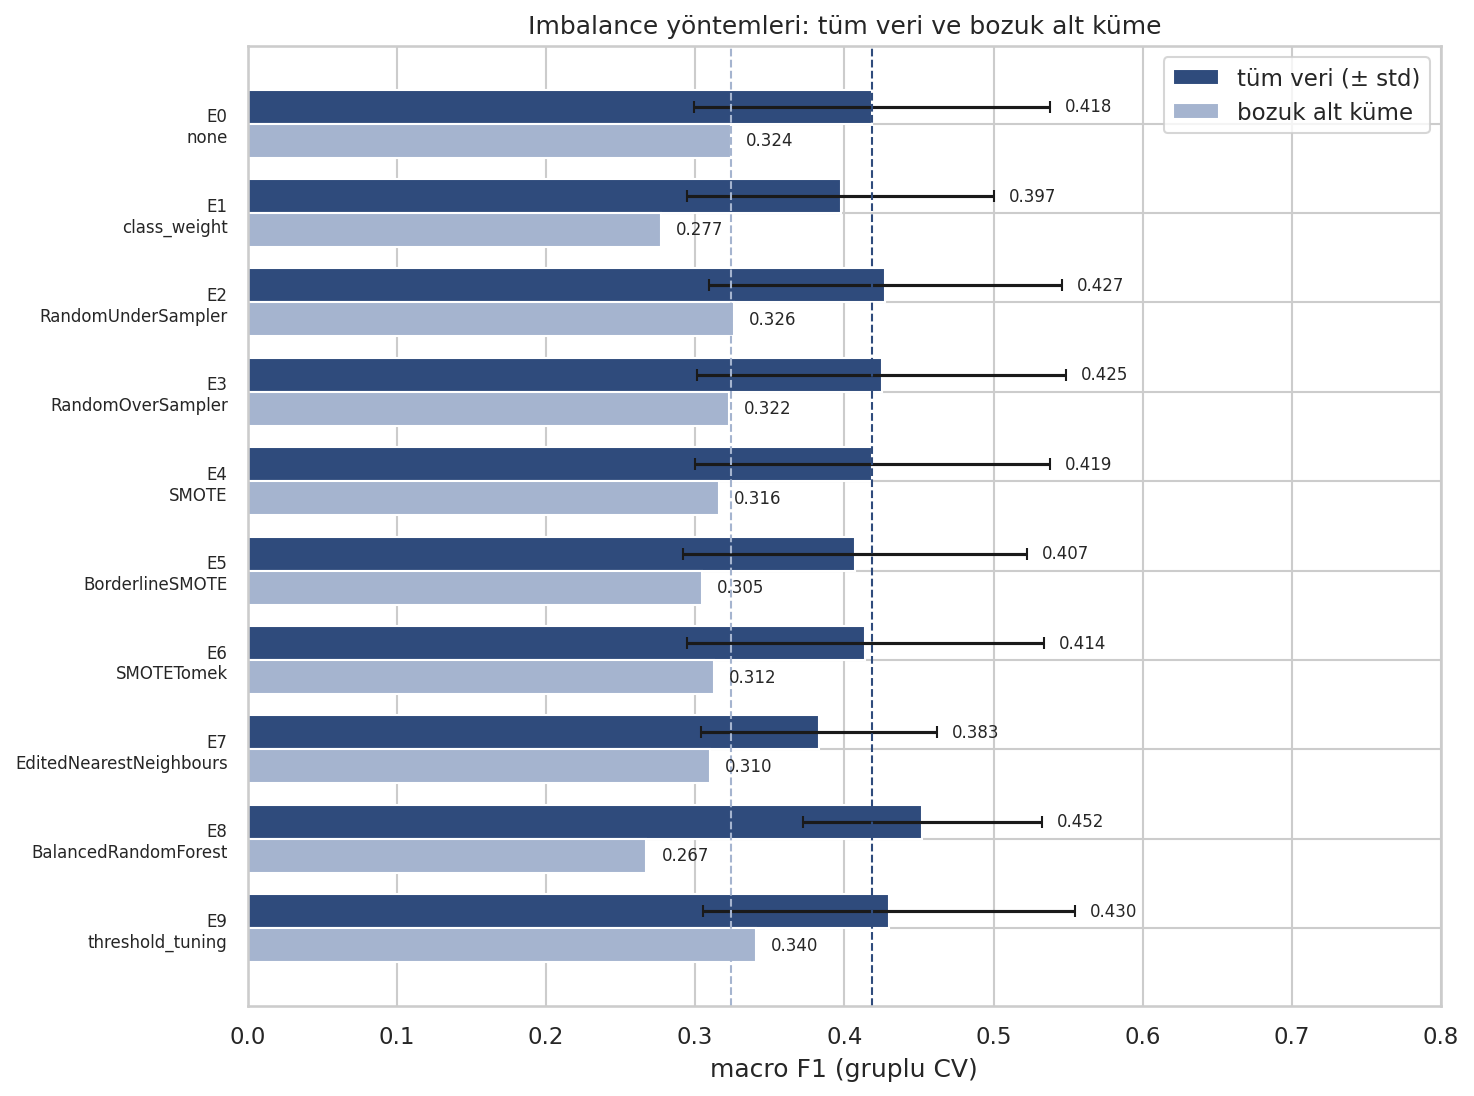 Imbalance yöntemleri: tüm veri ve bozuk alt küme
tüm veri (± std)
bozuk alt küme
E0
none
0.418
0.324
E1
class_weight
0.397
0.277
E2
RandomUnderSampler
0.427
0.326
E3
RandomOverSampler
0.425
0.322
E4
SMOTE
0.419
0.316
E5
BorderlineSMOTE
0.407
0.305
E6
SMOTETomek
0.414
0.312
E7
EditedNearestNeighbours
0.383
0.310
E8
BalancedRandomForest
0.452
0.267
E9
threshold_tuning
0.430
0.340
0.0 0.1 0.2 0.3 0.4 0.5 0.6 0.7 0.8
macro F1 (gruplu CV)